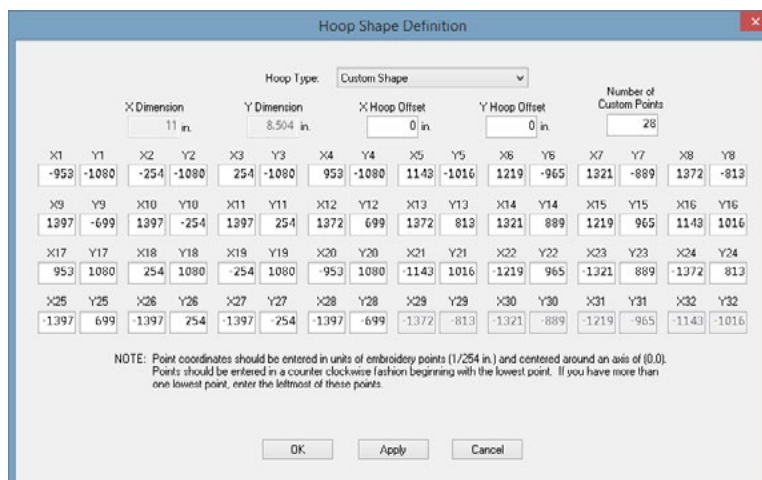 Hoop Shape Definition
x
Hoop Type: Custom Shape
Number of
X Dimension Y Dimension X Hoop Offset Y Hoop Offset Custom Points
11 in. 8.504 in. 0 in. 0 in. 28
X1 Y1 X2 Y2 X3 Y3 X4 Y4 X5 Y5 X6 Y6 X7 Y7 X8 Y8
-953 -1080 -254 -1080 254 -1080 953 -1080 1143 -1016 1219 -965 1321 -889 1372 -813
X9 Y9 X10 Y10 X11 Y11 X12 Y12 X13 Y13 X14 Y14 X15 Y15 X16 Y16
1397 -699 1397 -254 1397 254 1372 699 1372 813 1321 889 1219 965 1143 1016
X17 Y17 X18 Y18 X19 Y19 X20 Y20 X21 Y21 X22 Y22 X23 Y23 X24 Y24
953 1080 254 1080 -254 1080 -953 1080 -1143 1016 -1219 965 -1321 889 -1372 813
X25 Y25 X26 Y26 X27 Y27 X28 Y28 X29 Y29 X30 Y30 X31 Y31 X32 Y32
-1397 699 -1397 254 -1397 -254 -1397 -699 -1372 -813 -1321 -889 -1219 -965 -1143 -1016
NOTE: Point coordinates should be entered in units of embroidery points (1/254 in.) and centered around an axis of (0.0).
Points should be entered in a counter clockwise fashion beginning with the lowest point. If you have more than
one lowest point, enter the leftmost of these points.
OK Apply Cancel